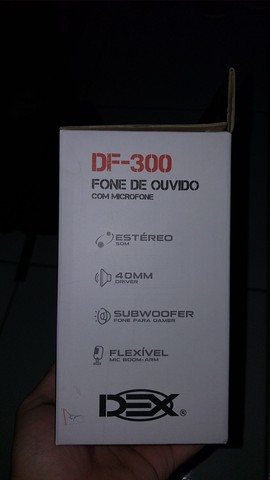 DF-300
FONE DE OUVIDO
COM MICROFONE
ESTÉREO
SOM
40MM
DRIVER
SUBWOOFER
FONE PARA GAMER
FLEXÍVEL
MIC BOOM-ARM
DEX®